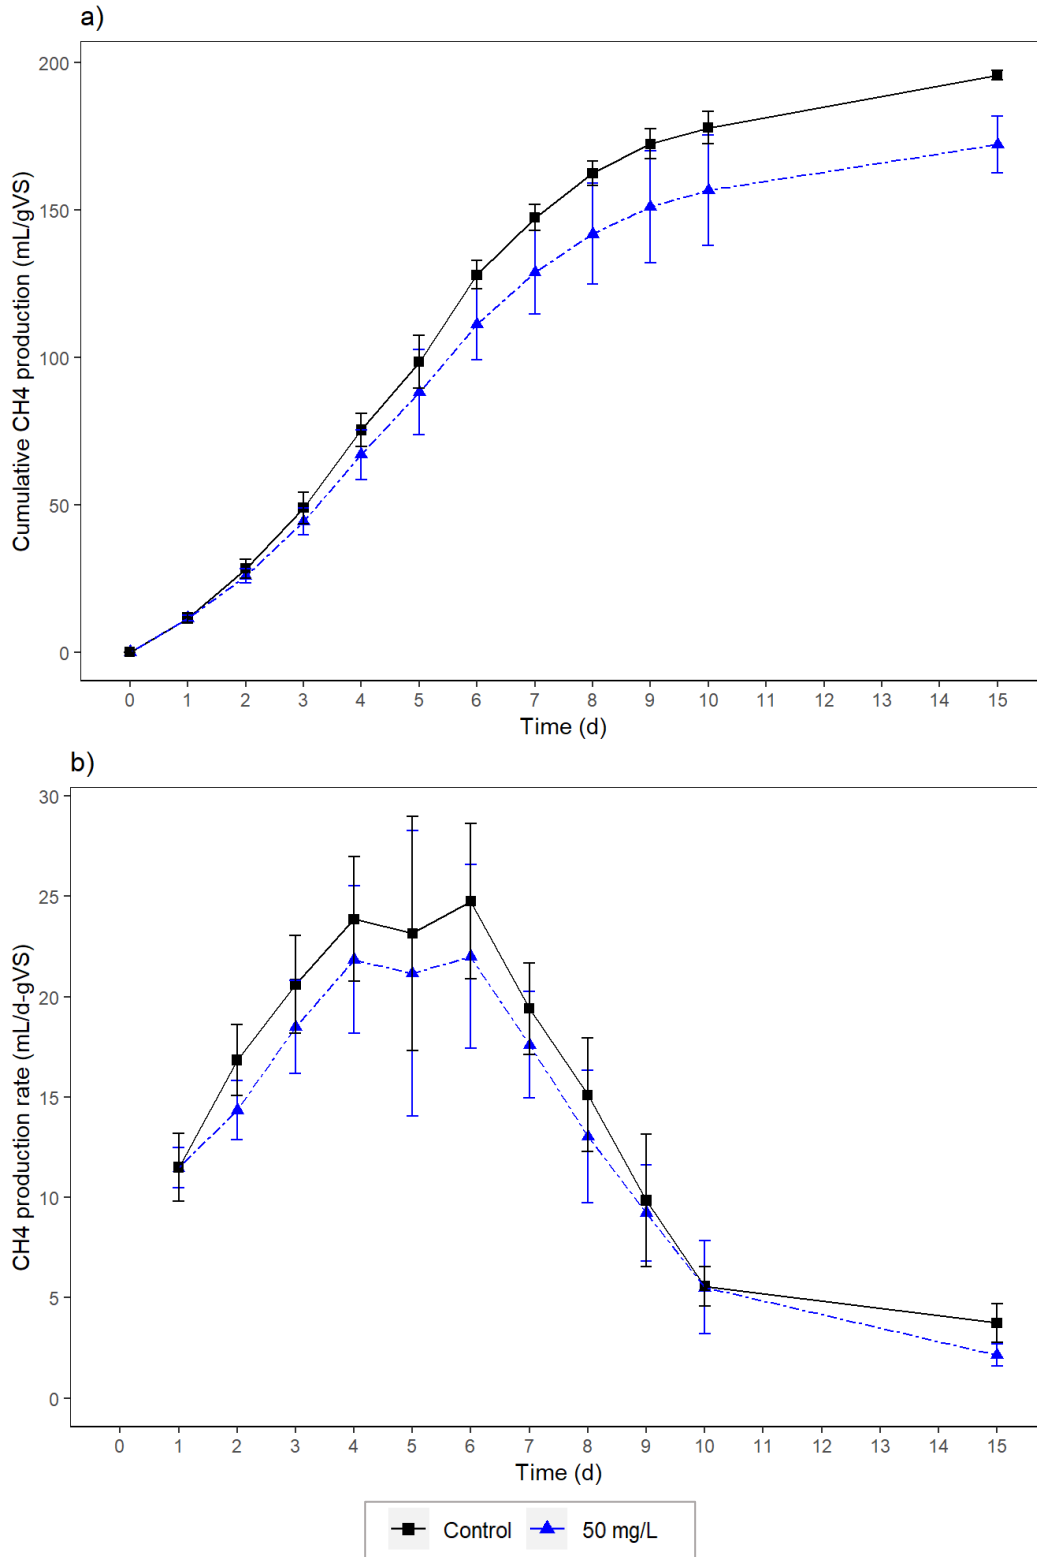 a)
Cumulative CH4 production (mL/gVS)
200
150
100
50
0
0 1 2 3 4 5 6 7 8 9 10 11 12 13 14 15
Time (d)
b)
CH4 production rate (mL/d-gVS)
30
25
20
15
10
5
0
0 1 2 3 4 5 6 7 8 9 10 11 12 13 14 15
Time (d)
Control 50 mg/L